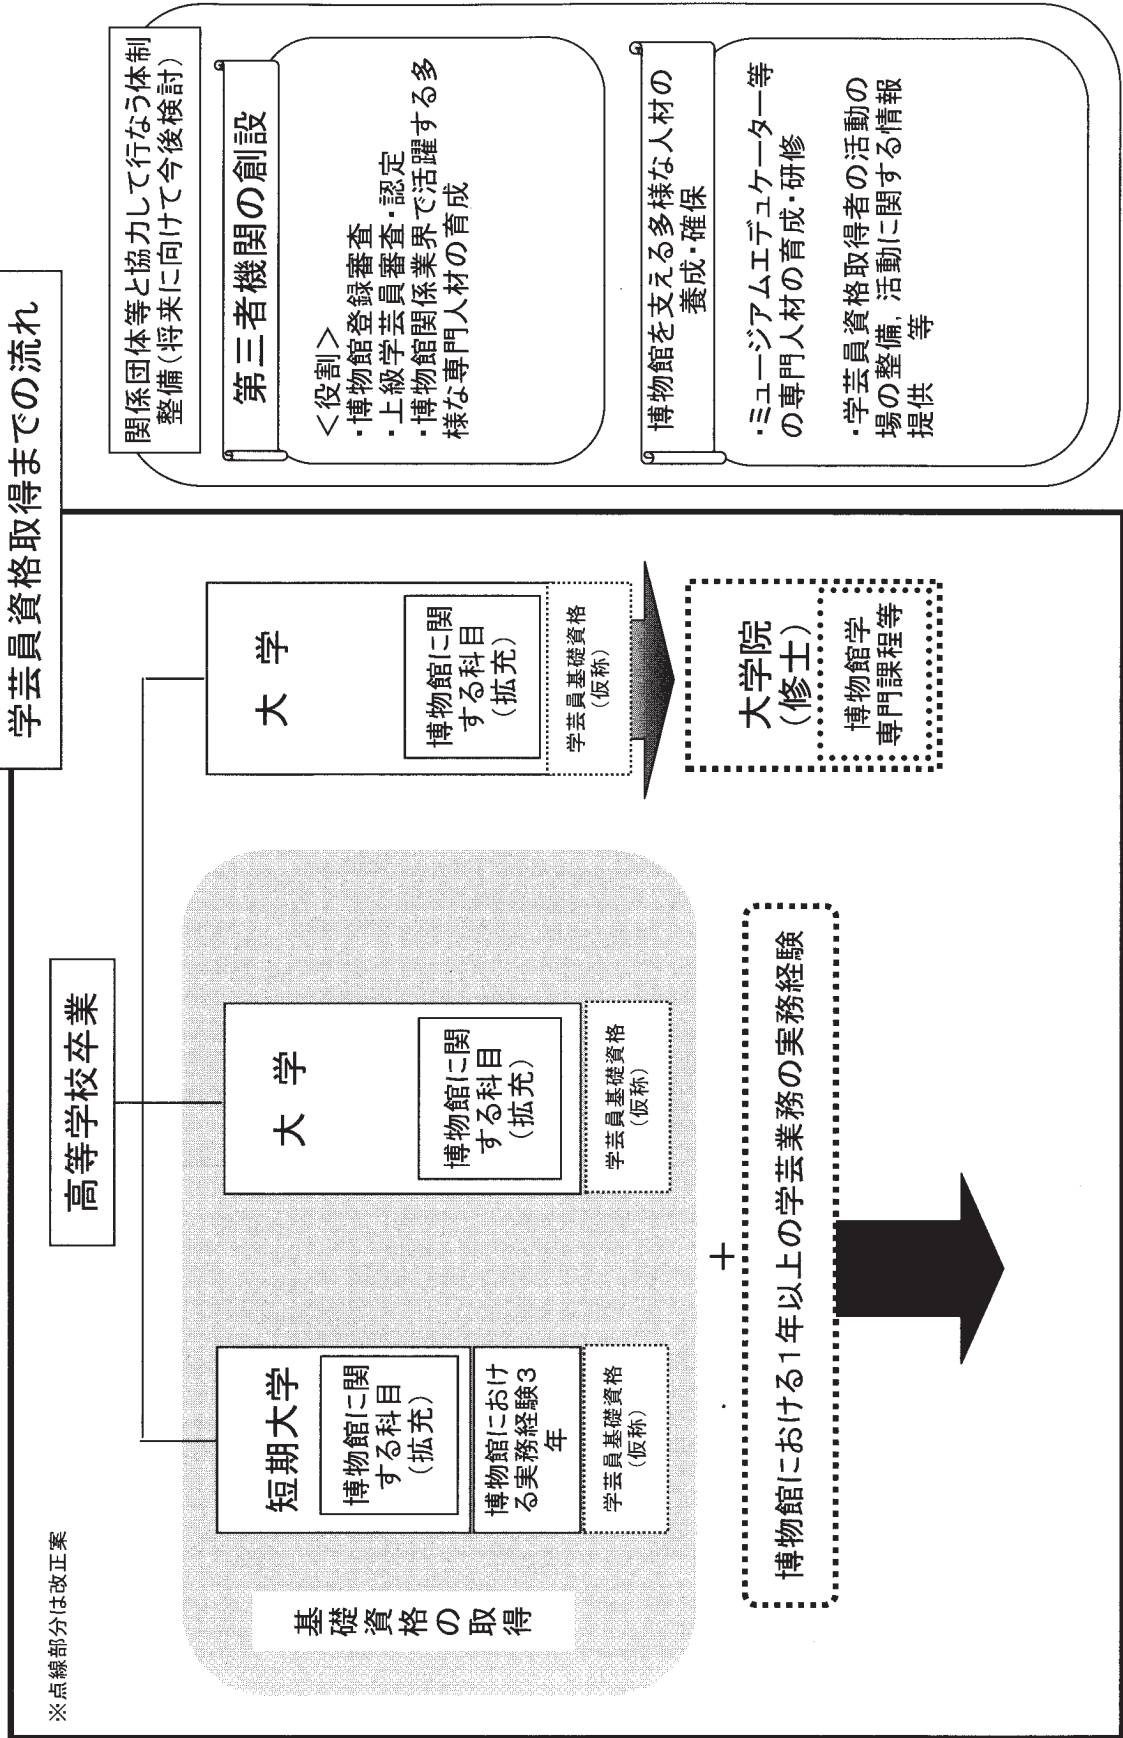 学芸員資格取得までの流れ
※点線部分は改正案
高等学校卒業
基礎資格の取得
短期大学
博物館に関
する科目
(拡充)
博物館におけ
る実務経験3
年
学芸員基礎資格
(仮称)
大 学
博物館に関
する科目
(拡充)
学芸員基礎資格
(仮称)
大 学
博物館に関
する科目
(拡充)
学芸員基礎資格
(仮称)
大学院
(修士)
博物館学
専門課程等
+
博物館における1年以上の学芸業務の実務経験
関係団体等と協力して行なう体制
整備(将来に向けて今後検討)
第三者機関の創設
<役割>
・博物館登録審査
・上級学芸員審査・認定
・博物館関係業界で活躍する多
様な専門人材の育成
博物館を支える多様な人材の
養成・確保
・ミュージアムエデュケーター等
の専門人材の育成・研修
・学芸員資格取得者の活動の
場の整備,活動に関する情報
提供 等